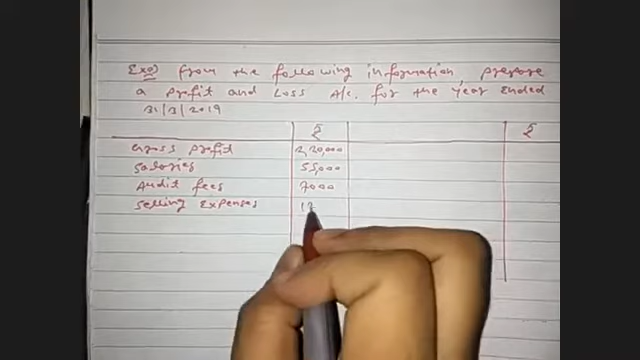 Ex 03 from the following information, prepare
a profit and Loss A/c. for the year Ended
31/3/2019
₹ ₹
Gross profit 2,20,000
Salaries 55,000
Audit fees 7000
Selling Expenses